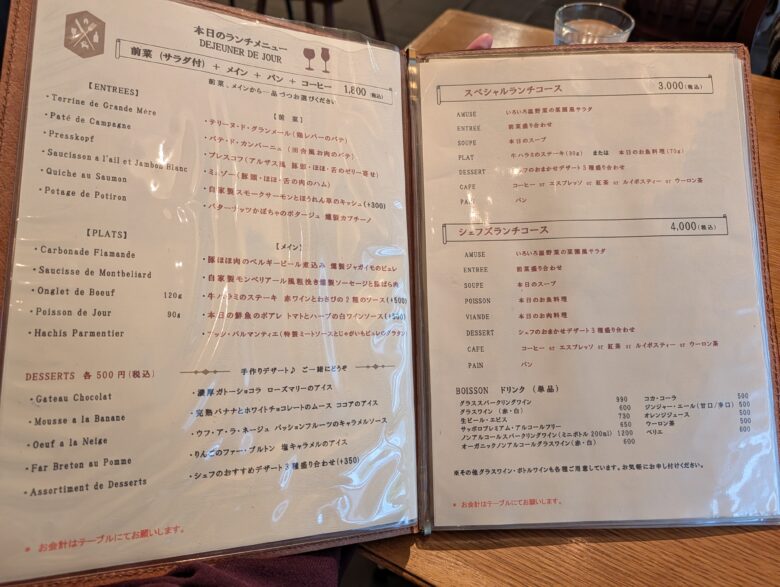 本日のランチメニュー
DEJEUNER DE JOUR
前菜(サラダ付) + メイン + パン + コーヒー 1,800(税込)
前菜、メインから一品づつお選びください
【ENTREES】
・Terrine de Grande Mère
・Paté de Campagne
・Presskopf
・Saucisson a l'ail et Jambon Blanc
・Quiche au Saumon
・Potage de Potiron
【前菜】
・テリーヌ・ド・グランメール(鶏レバーのパテ)
・パテ・ド・カンパーニュ(田舎風お肉のパテ)
・プレスコフ(アルザス風 豚頭・ほほ・舌のゼリー寄せ)
・ミュゾー(豚頭・ほほ・舌の肉のハム)
・自家製スモークサーモンとほうれん草のキッシュ(+300)
・バターナッツかぼちゃのポタージュ 燻製カプチーノ
【PLATS】
・Carbonade Flamande
・Saucisse de Montbeliard
・Onglet de Boeuf 120g
・Poisson de Jour 90g
・Hachis Parmentier
【メイン】
・豚ほほ肉のベルギービール煮込み 燻製ジャガイモのピュレ
・自家製モンベリアール風粗挽き燻製ソーセージと塩ばら肉
・牛ハラミのステーキ 赤ワインとわさびの2種のソース(+500)
・本日の鮮魚のポアレ トマトとハーブの白ワインソース(+500)
・アッシ・パルマンティエ(特製ミートソースとじゃがいもピュレのグラタン
DESSERTS 各500円(税込)
・Gateau Chocolat
・Mousse a la Banane
・Oeuf a la Neige
・Far Breton au Pomme
・Assortiment de Desserts
手作りデザート♪ ご一緒にどうぞ
・濃厚ガトーショコラ ローズマリーのアイス
・完熟バナナとホワイトチョコレートのムース ココアのアイス
・ウフ・ア・ラ・ネージュ パッションフルーツのキャラメルソース
・りんごのファー・ブルトン 塩キャラメルのアイス
・シェフのおすすめデザート3種盛り合わせ(+350)
* お会計はテーブルにてお願いします。
スペシャルランチコース 3,000(税込)
AMUSE いろいろ温野菜の菜園風サラダ
ENTREE 前菜盛り合わせ
SOUPE 本日のスープ
PLAT 牛ハラミのステーキ(90g) または 本日のお魚料理(70g)
DESSERT シェフのおまかせデザート3種盛り合わせ
CAFE コーヒー or エスプレッソ or 紅茶 or ルイボスティー or ウーロン茶
PAIN パン
シェフズランチコース 4,000(税込)
AMUSE いろいろ温野菜の菜園風サラダ
ENTREE 前菜盛り合わせ
SOUPE 本日のスープ
POISSON 本日のお魚料理
VIANDE 本日のお肉料理
DESSERT シェフのおまかせデザート3種盛り合わせ
CAFE コーヒー or エスプレッソ or 紅茶 or ルイボスティー or ウーロン茶
PAIN パン
BOISSON ドリンク (単品)
グラススパークリングワイン 990
グラスワイン(赤・白) 600
生ビール・エビス 730
サッポロプレミアム・アルコールフリー 650
ノンアルコールスパークリングワイン(ミニボトル 200ml) 1200
オーガニックノンアルコールグラスワイン(赤・白) 600
コカ・コーラ 500
ジンジャー・エール(甘口/辛口) 500
オレンジジュース 500
ウーロン茶 500
ペリエ 600
※その他グラスワイン・ボトルワインも各種ご用意しています。お気軽にお申し付けください。
* お会計はテーブルにてお願いします。